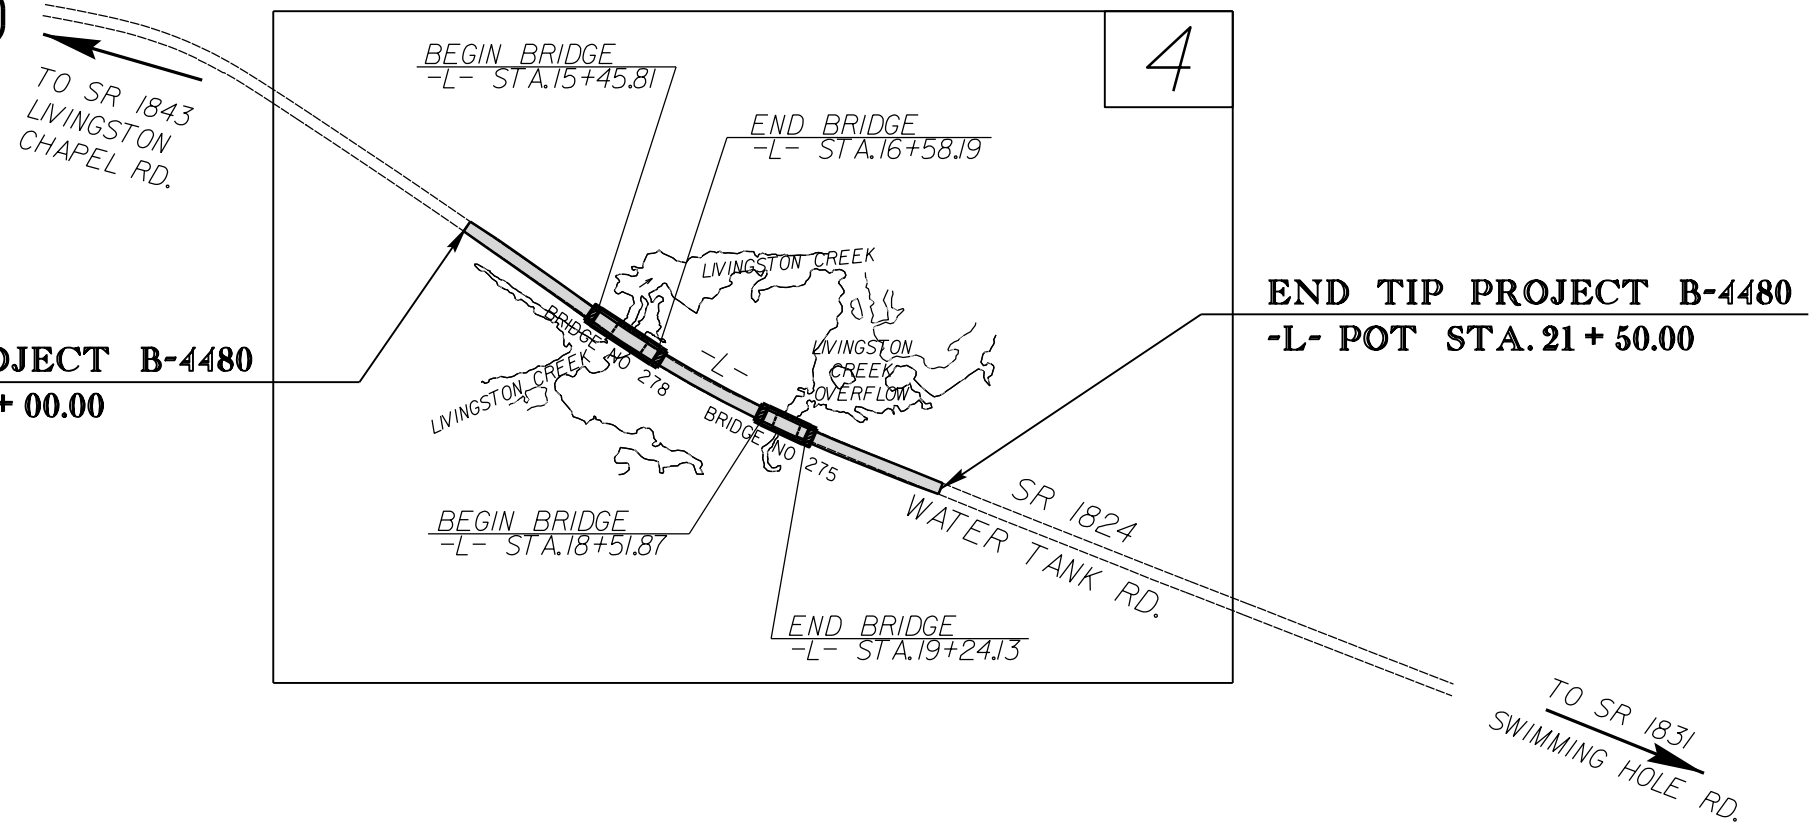 TO SR 1843
LIVINGSTON
CHAPEL RD.
BEGIN BRIDGE
-L- STA.15+45.81
END BRIDGE
-L- STA.16+58.19
4
LIVINGSTON CREEK
BRIDGE NO 278
LIVINGSTON CREEK
-L-
LIVINGSTON
CREEK
OVERFLOW
BRIDGE NO 275
END TIP PROJECT B-4480
-L- POT STA. 21 + 50.00
B-4480
+ 00.00
BEGIN BRIDGE
-L- STA.18+51.87
END BRIDGE
-L- STA.19+24.13
SR 1824
WATER TANK RD.
TO SR 1831
SWIMMING HOLE RD.